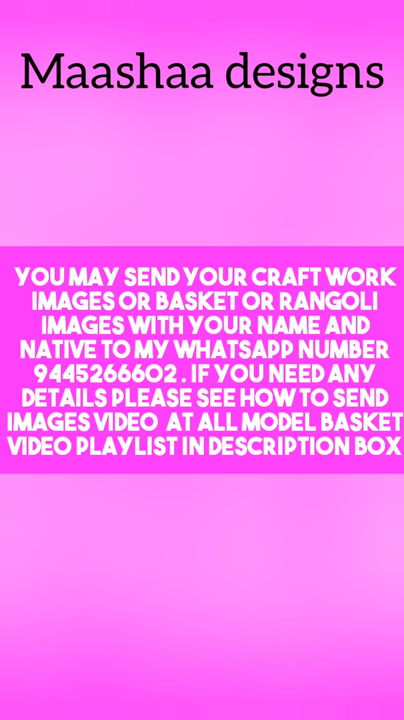 Maashaa designs
YOU MAY SEND YOUR CRAFT WORK
IMAGES OR BASKET OR RANGOLI
IMAGES WITH YOUR NAME AND
NATIVE TO MY WHATSAPP NUMBER
9445266602 . IF YOU NEED ANY
DETAILS PLEASE SEE HOW TO SEND
IMAGES VIDEO AT ALL MODEL BASKET
VIDEO PLAYLIST IN DESCRIPTION BOX